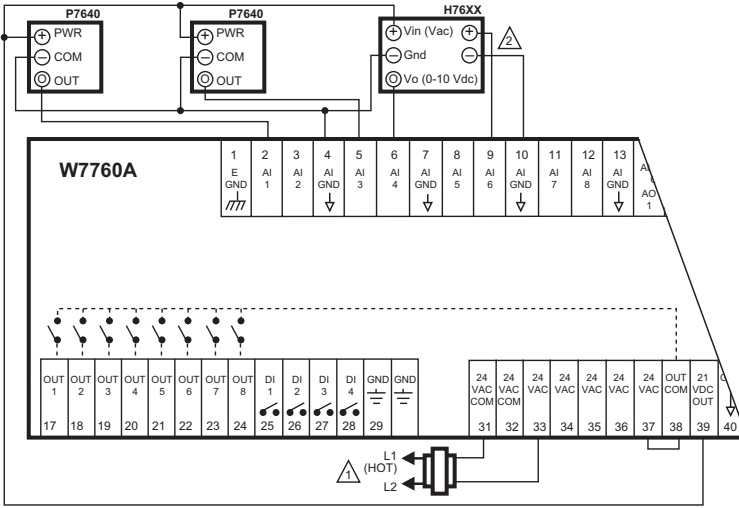 P7640
P7640
H76XX
PWR
COM
OUT
PWR
COM
OUT
Vin (Vac)
Gnd
Vo (0-10 Vdc)
2
W7760A
1
E
GND
2
AI
1
3
AI
2
4
AI
GND
5
AI
3
6
AI
4
7
AI
GND
8
AI
5
9
AI
6
10
AI
GND
11
AI
7
12
AI
8
13
AI
GND
AO
1
OUT
1
17
OUT
2
18
OUT
3
19
OUT
4
20
OUT
5
21
OUT
6
22
OUT
7
23
OUT
8
24
DI
1
25
DI
2
26
DI
3
27
DI
4
28
GND
29
GND
24
VAC
COM
31
24
VAC
COM
32
24
VAC
33
24
VAC
34
24
VAC
35
24
VAC
36
24
VAC
37
OUT
COM
38
21
VDC
OUT
39
40
1
L1
(HOT)
L2